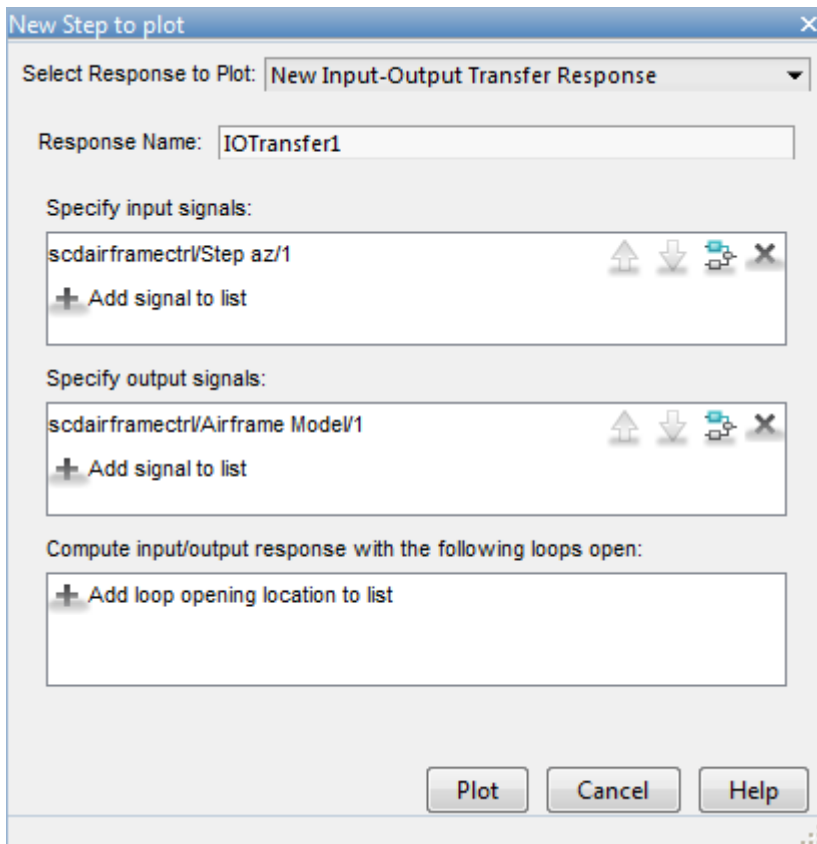 New Step to plot
Select Response to Plot: New Input-Output Transfer Response
Response Name: IOTransfer1
Specify input signals:
scdairframectrl/Step az/1
Add signal to list
Specify output signals:
scdairframectrl/Airframe Model/1
Add signal to list
Compute input/output response with the following loops open:
Add loop opening location to list
Plot Cancel Help